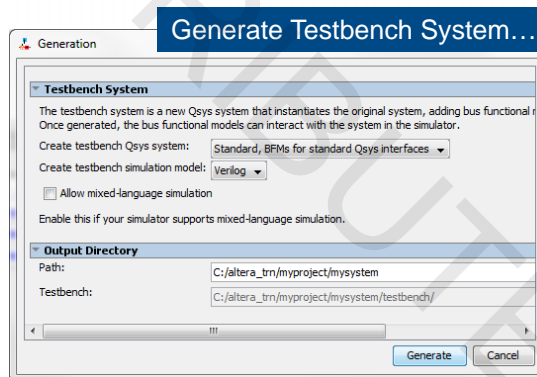 Generate Testbench System...
Generation
Testbench System
The testbench system is a new Qsys system that instantiates the original system, adding bus functional
Once generated, the bus functional models can interact with the system in the simulator.
Create testbench Qsys system: Standard, BFMs for standard Qsys interfaces
Create testbench simulation model: Verilog
Allow mixed-language simulation
Enable this if your simulator supports mixed-language simulation.
Output Directory
Path: C:/altera_trn/myproject/mysystem
Testbench: C:/altera_trn/myproject/mysystem/testbench/
Generate Cancel